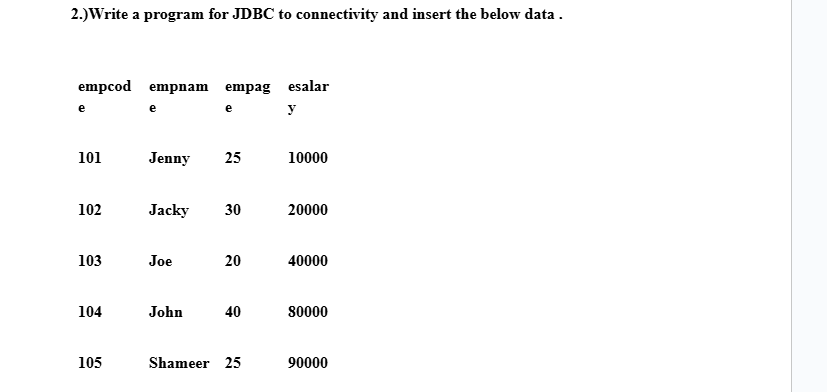 2.)Write a program for JDBC to connectivity and insert the below data .
empcod empnam empag esalar
e e e y
101 Jenny 25 10000
102 Jacky 30 20000
103 Joe 20 40000
104 John 40 80000
105 Shameer 25 90000